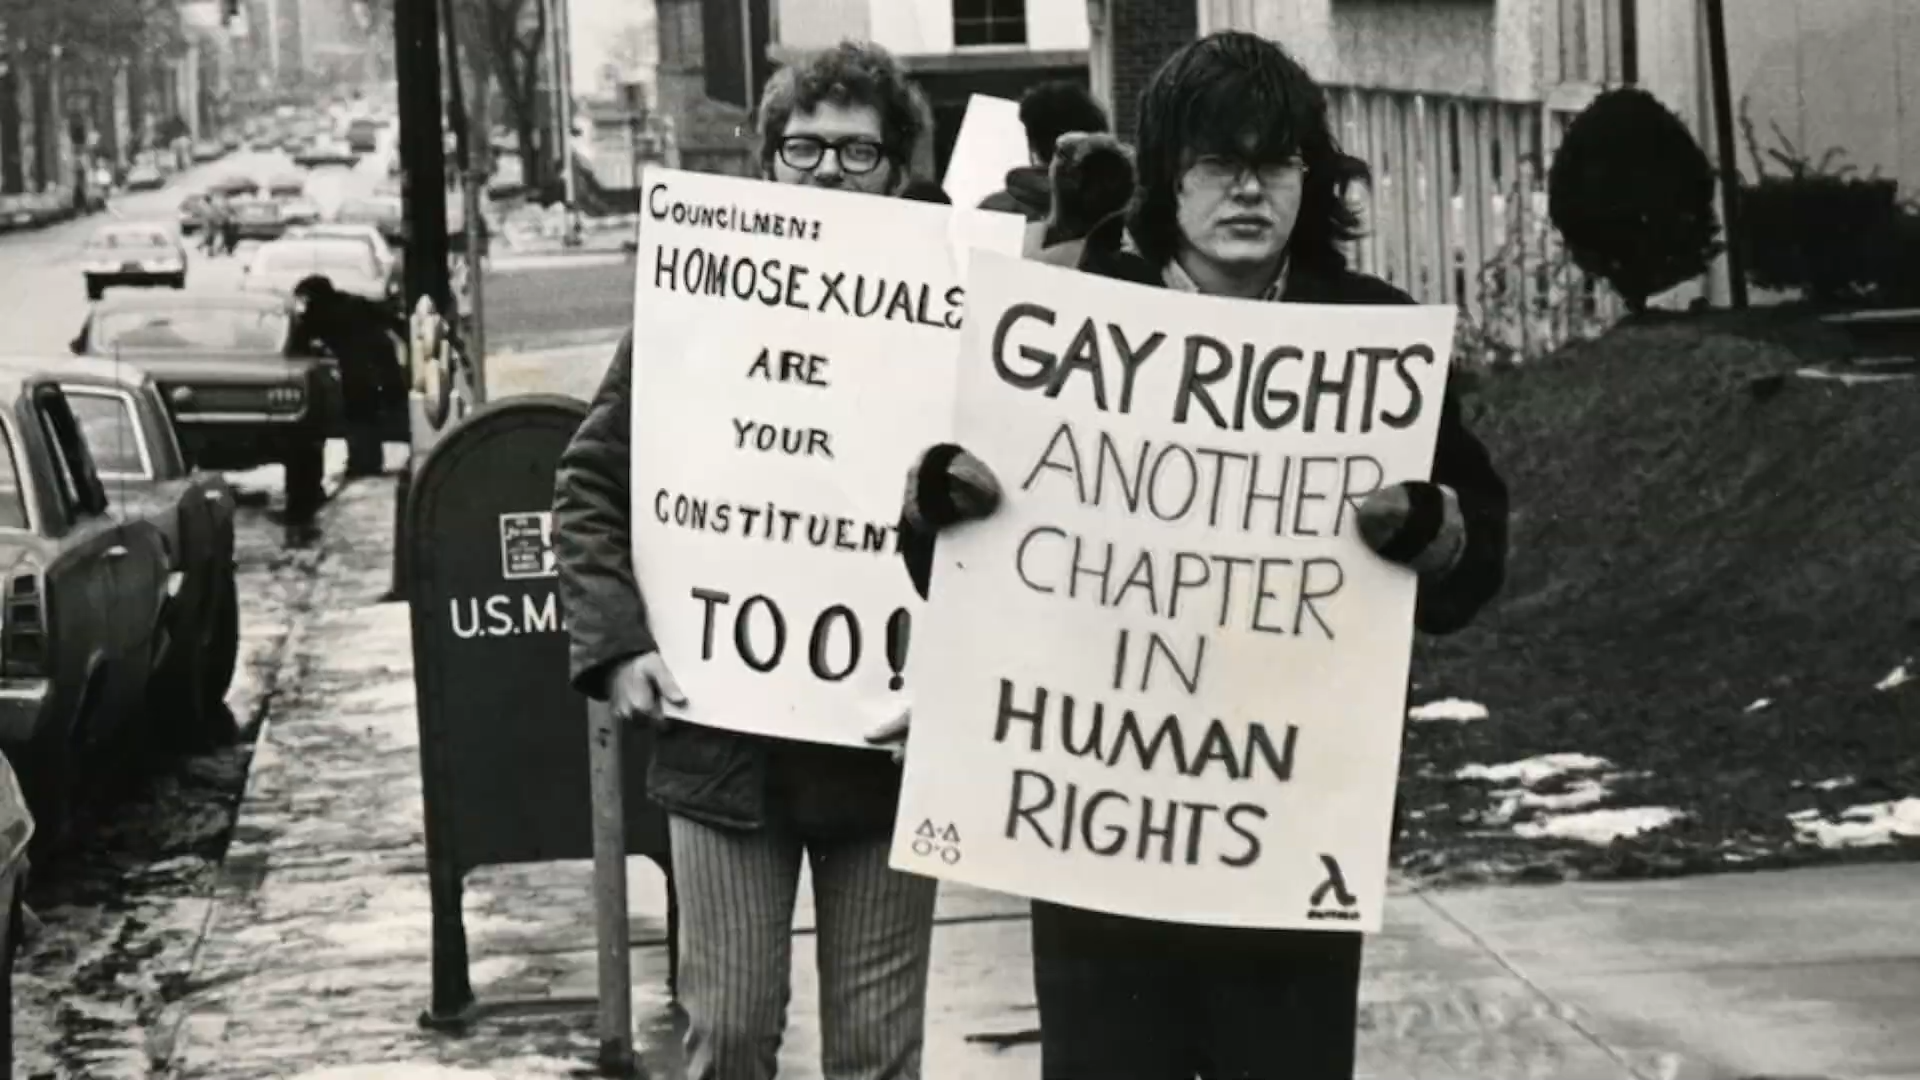 COUNCILMEN:
HOMOSEXUALS
ARE
YOUR
CONSTITUENT
TOO!
GAY RIGHTS
ANOTHER
CHAPTER
IN
HUMAN
RIGHTS
λ
U.S.M.